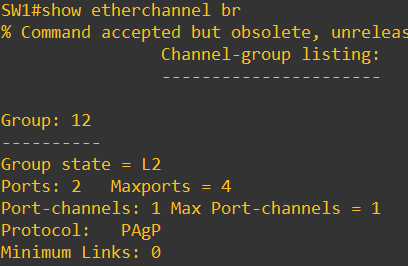 SW1#show etherchannel br
% Command accepted but obsolete, unreleas
Channel-group listing:
----------------------
Group: 12
----------
Group state = L2
Ports: 2 Maxports = 4
Port-channels: 1 Max Port-channels = 1
Protocol: PAgP
Minimum Links: 0